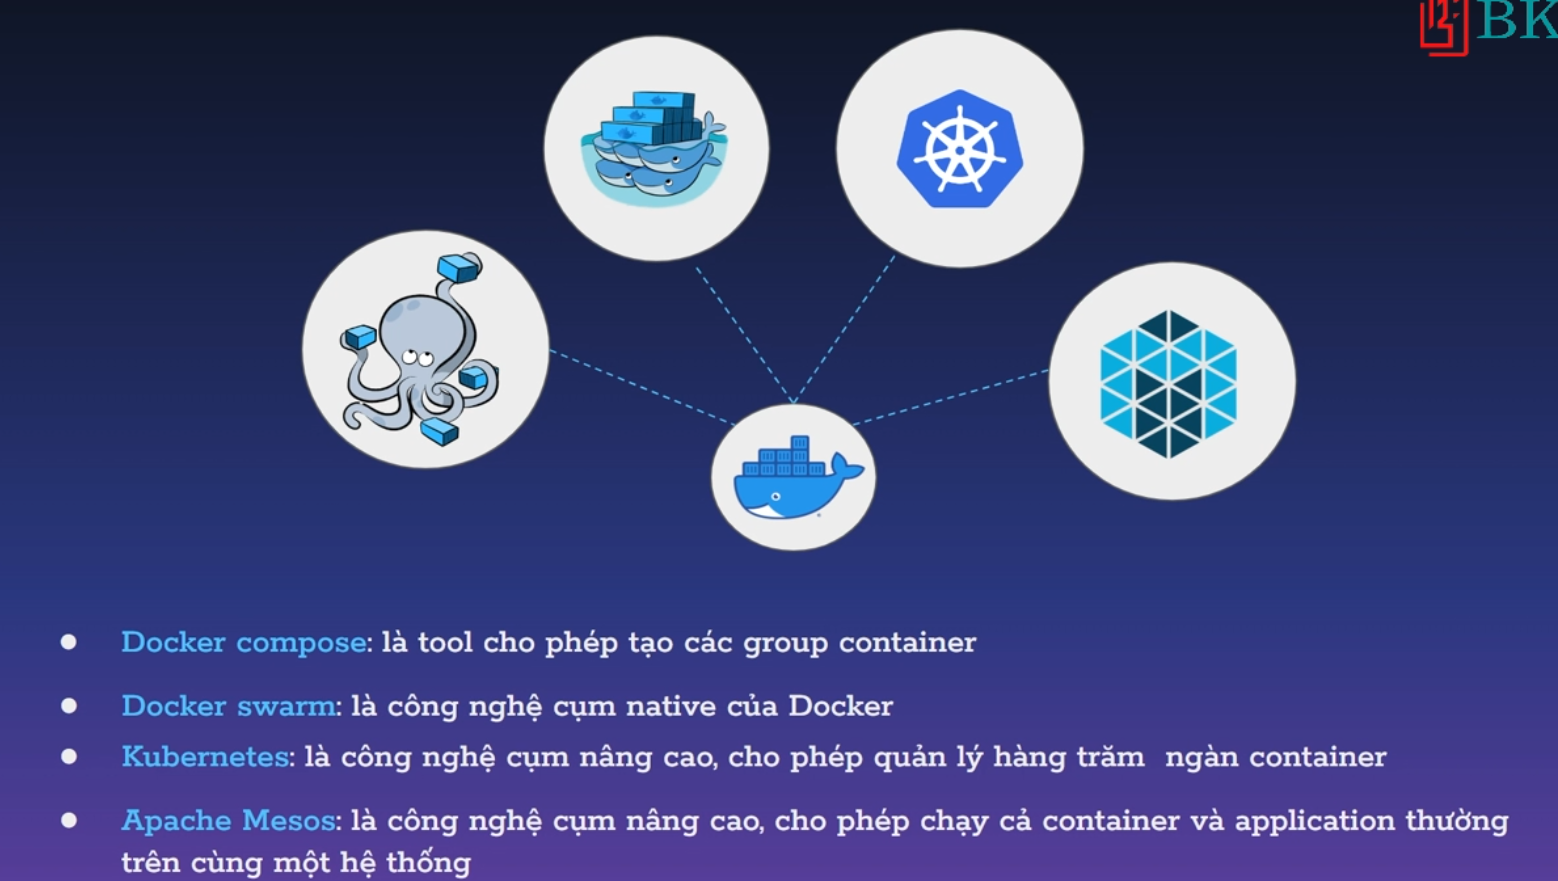 BK
Docker compose: là tool cho phép tạo các group container
Docker swarm: là công nghệ cụm native của Docker
Kubernetes: là công nghệ cụm nâng cao, cho phép quản lý hàng trăm ngàn container
Apache Mesos: là công nghệ cụm nâng cao, cho phép chạy cả container và application thường
trên cùng một hệ thống